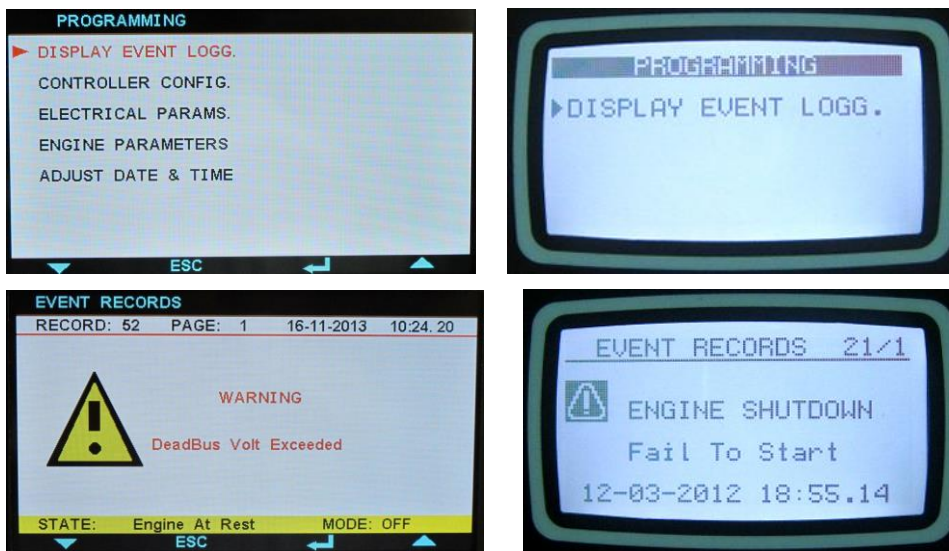 PROGRAMMING
DISPLAY EVENT LOGG.
CONTROLLER CONFIG.
ELECTRICAL PARAMS.
ENGINE PARAMETERS
ADJUST DATE & TIME
ESC
PROGRAMMING
DISPLAY EVENT LOGG.
EVENT RECORDS
RECORD: 52 PAGE: 1 16-11-2013 10:24.20
WARNING
DeadBus Volt Exceeded
STATE: Engine At Rest MODE: OFF
ESC
EVENT RECORDS 21/1
ENGINE SHUTDOWN
Fail To Start
12-03-2012 18:55.14